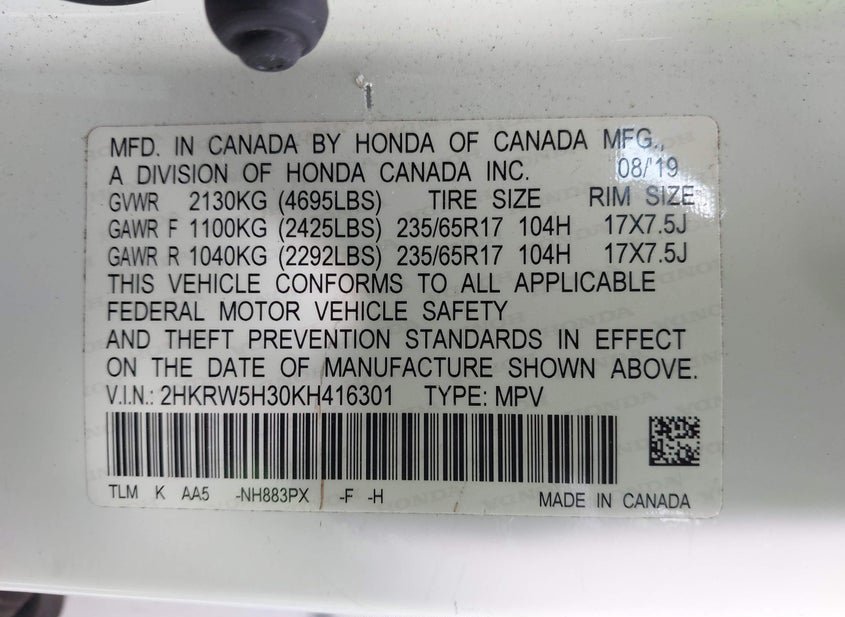 MFD. IN CANADA BY HONDA OF CANADA MFG.,
A DIVISION OF HONDA CANADA INC. 08/'19
GVWR 2130KG (4695LBS) TIRE SIZE RIM SIZE
GAWR F 1100KG (2425LBS) 235/65R17 104H 17X7.5J
GAWR R 1040KG (2292LBS) 235/65R17 104H 17X7.5J
THIS VEHICLE CONFORMS TO ALL APPLICABLE
FEDERAL MOTOR VEHICLE SAFETY
AND THEFT PREVENTION STANDARDS IN EFFECT
ON THE DATE OF MANUFACTURE SHOWN ABOVE.
V.I.N.: 2HKRW5H30KH416301 TYPE: MPV
TLM K AA5 -NH883PX -F -H MADE IN CANADA